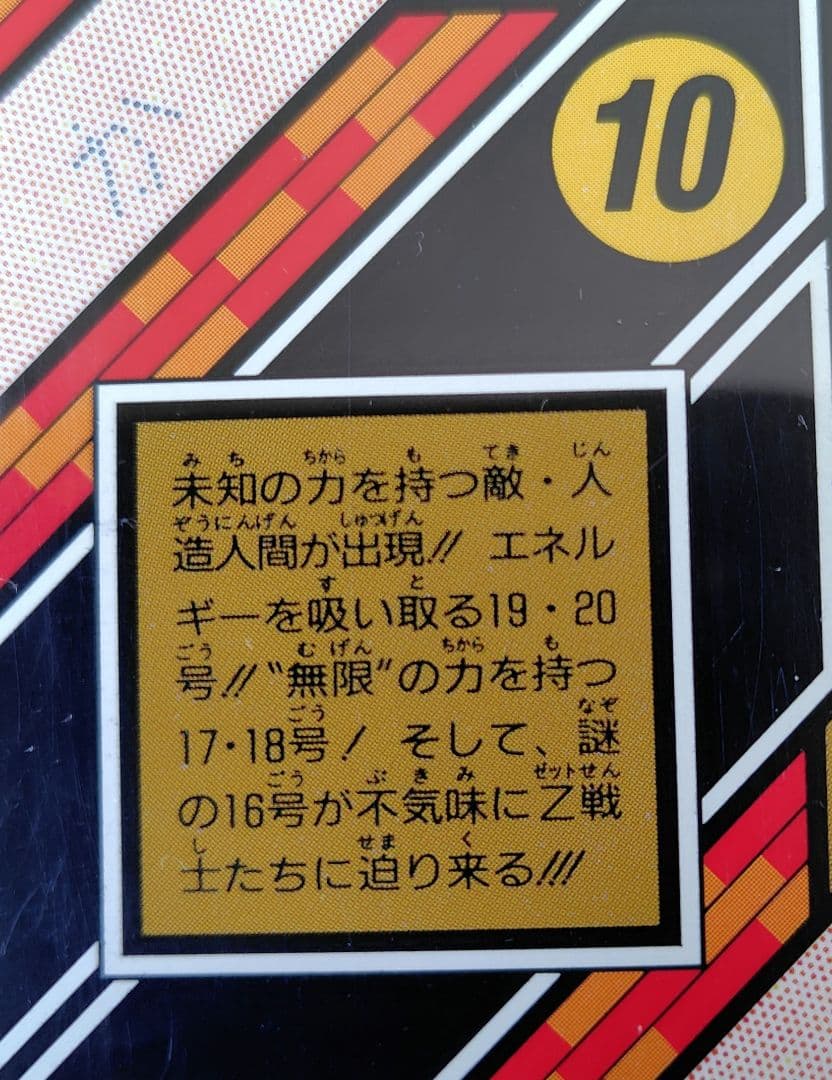 10
未知の力を持つ敵・人
造人間が出現!! エネル
ギーを吸い取る19・20
号!! “無限”の力を持つ
17・18号! そして、謎
の16号が不気味にZ戦
士たちに迫り来る!!!